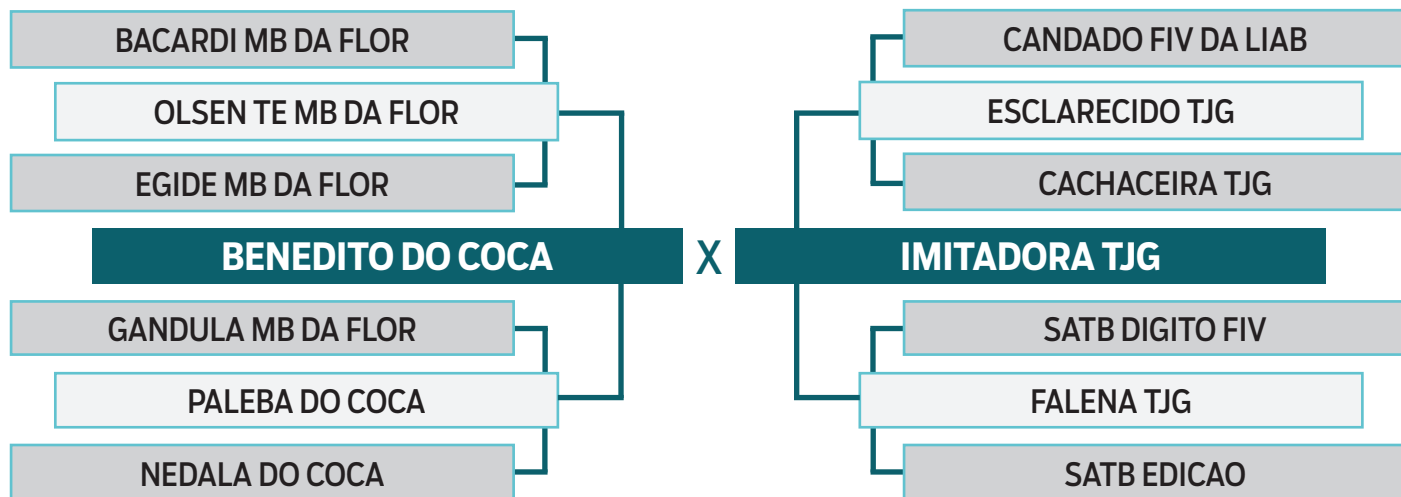 BACARDI MB DA FLOR
OLSEN TE MB DA FLOR
EGIDE MB DA FLOR
BENEDITO DO COCA
GANDULA MB DA FLOR
PALEBA DO COCA
NEDALA DO COCA
X
CANDADO FIV DA LIAB
ESCLARECIDO TJG
CACHACEIRA TJG
IMITADORA TJG
SATB DIGITO FIV
FALENA TJG
SATB EDICAO